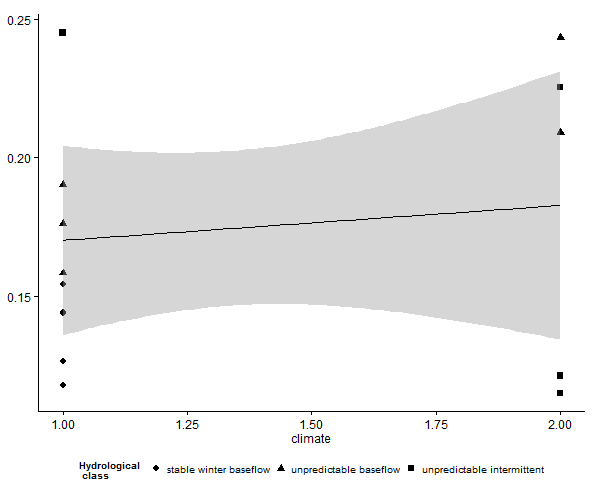 0.25
0.20
0.15
1.00 1.25 1.50 1.75 2.00
climate
Hydrological
class
stable winter baseflow unpredictable baseflow unpredictable intermittent